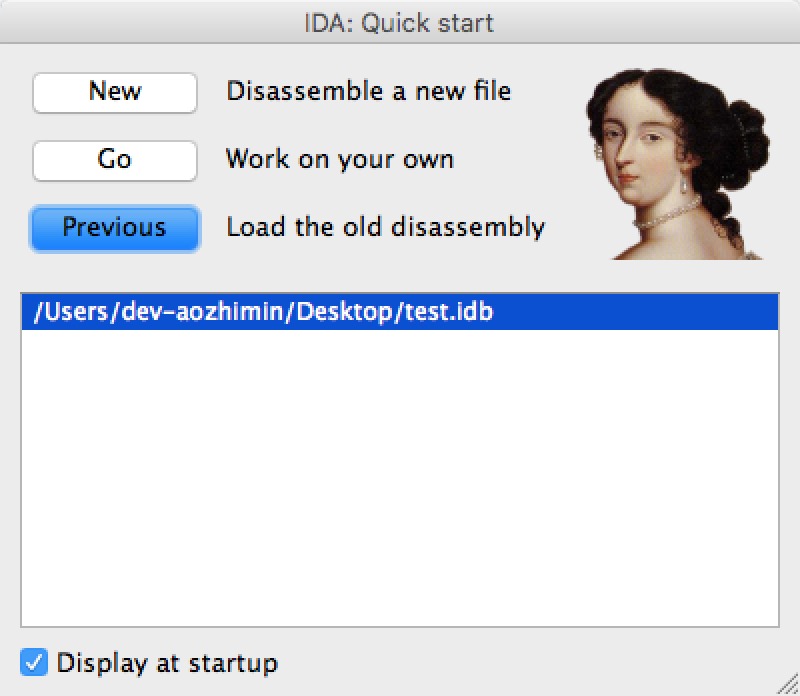 IDA: Quick start
New Disassemble a new file
Go Work on your own
Previous Load the old disassembly
/Users/dev-aozhimin/Desktop/test.idb
Display at startup